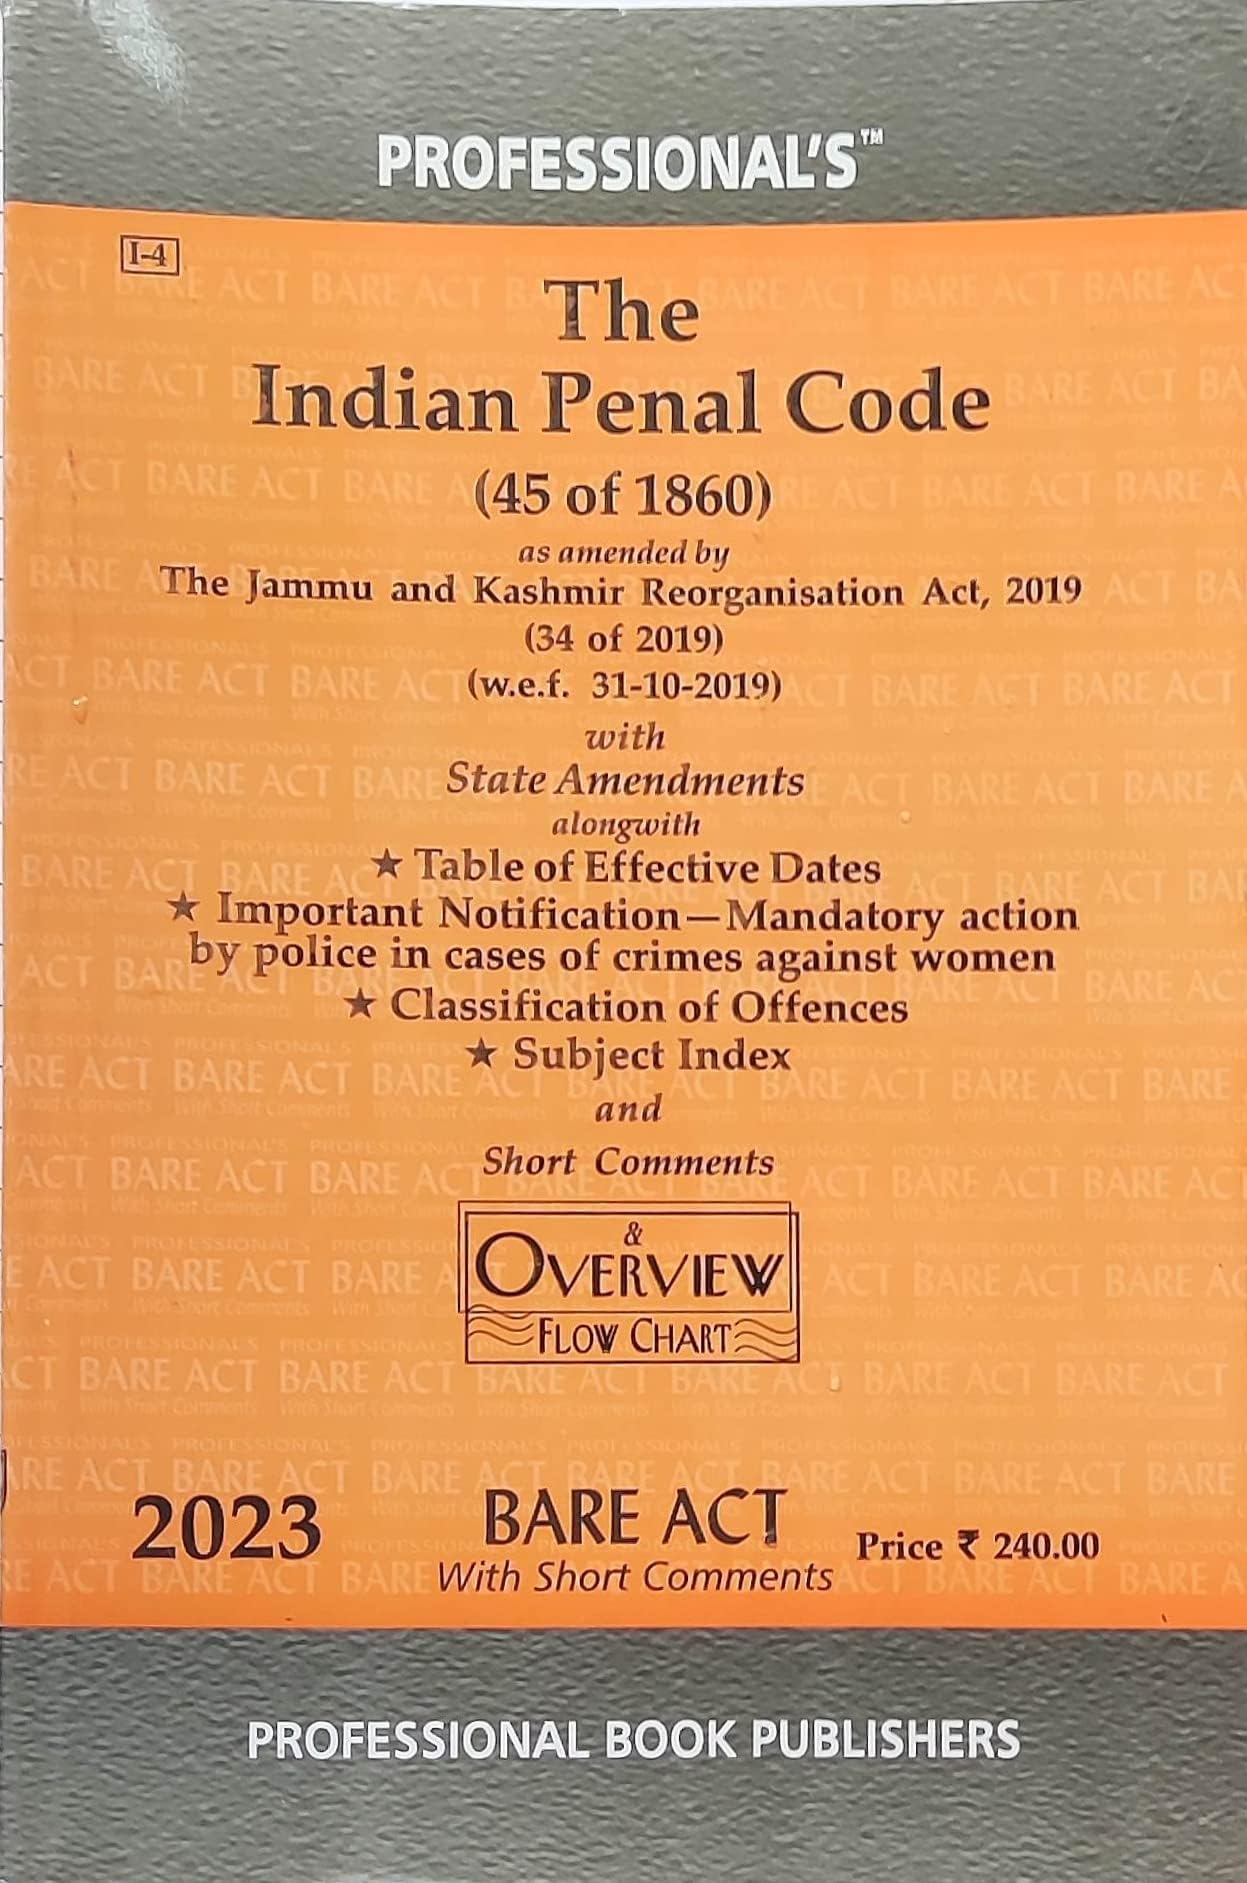 PROFESSIONAL'S™
I-4
The
Indian Penal Code
(45 of 1860)
as amended by
The Jammu and Kashmir Reorganisation Act, 2019
(34 of 2019)
(w.e.f. 31-10-2019)
with
State Amendments
alongwith
★ Table of Effective Dates
★ Important Notification—Mandatory action
by police in cases of crimes against women
★ Classification of Offences
★ Subject Index
and
Short Comments
&
OVERVIEW
FLOW CHART
2023
BARE ACT
With Short Comments
Price ₹ 240.00
PROFESSIONAL BOOK PUBLISHERS